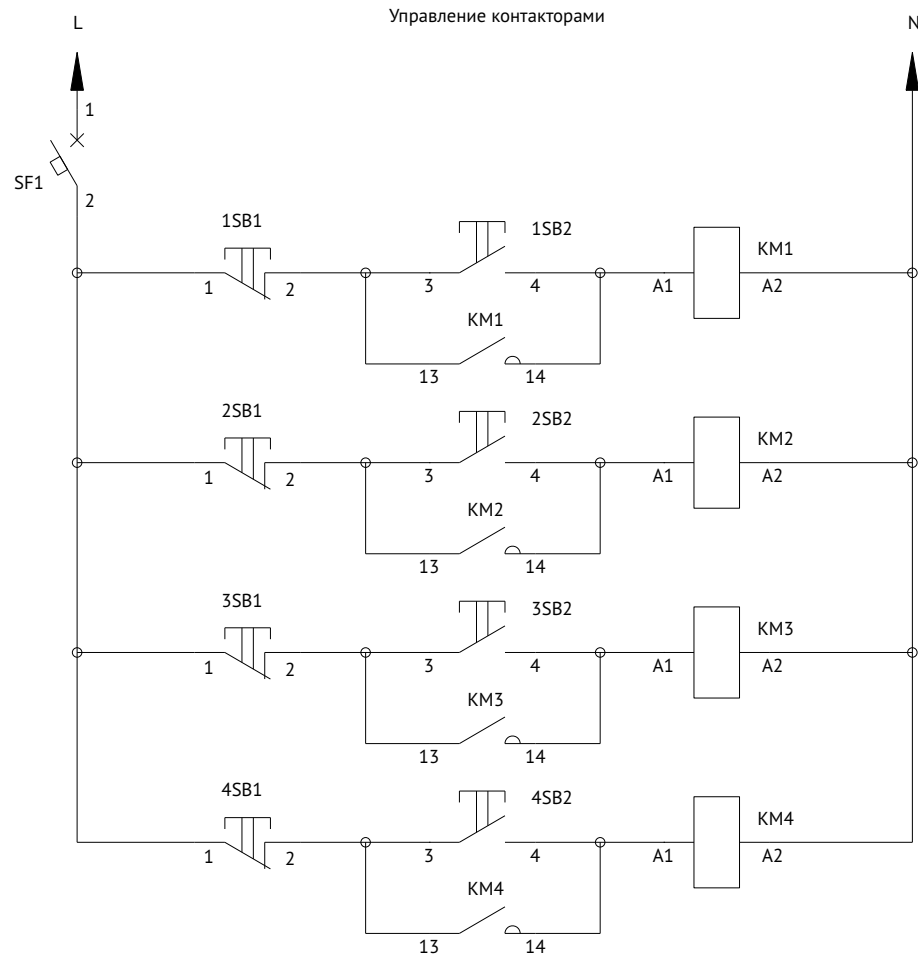 Управление контакторами
L N
1
SF1
2
1SB1 1SB2 KM1
1 2 3 4 A1 A2
KM1
13 14
2SB1 2SB2 KM2
1 2 3 4 A1 A2
KM2
13 14
3SB1 3SB2 KM3
1 2 3 4 A1 A2
KM3
13 14
4SB1 4SB2 KM4
1 2 3 4 A1 A2
KM4
13 14